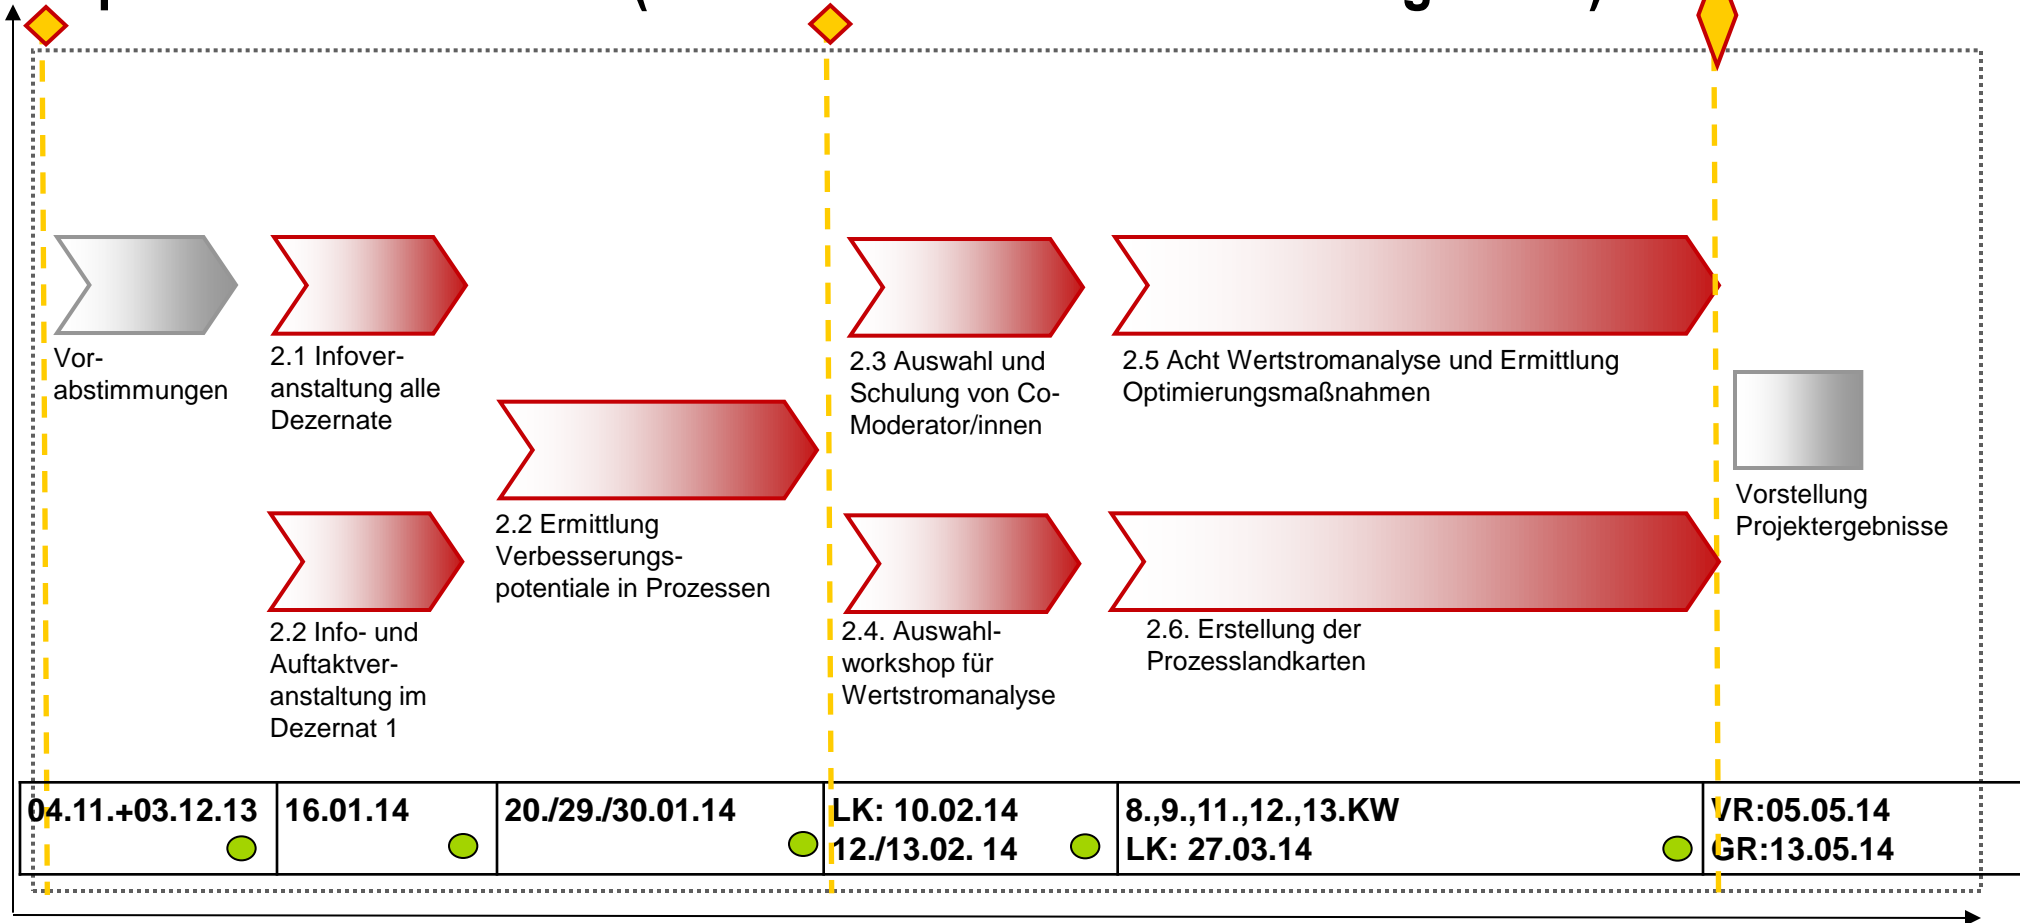 Vor-
abstimmungen
2.1 Infover-
anstaltung alle
Dezernate
2.2 Info- und
Auftaktver-
anstaltung im
Dezernat 1
2.2 Ermittlung
Verbesserungs-
potentiale in Prozessen
2.3 Auswahl und
Schulung von Co-
Moderator/innen
2.4. Auswahl-
workshop für
Wertstromanalyse
2.5 Acht Wertstromanalyse und Ermittlung
Optimierungsmaßnahmen
2.6. Erstellung der
Prozesslandkarten
Vorstellung
Projektergebnisse
04.11.+03.12.13
16.01.14
20./29./30.01.14
LK: 10.02.14
12./13.02. 14
8.,9.,11.,12.,13.KW
LK: 27.03.14
VR:05.05.14
GR:13.05.14